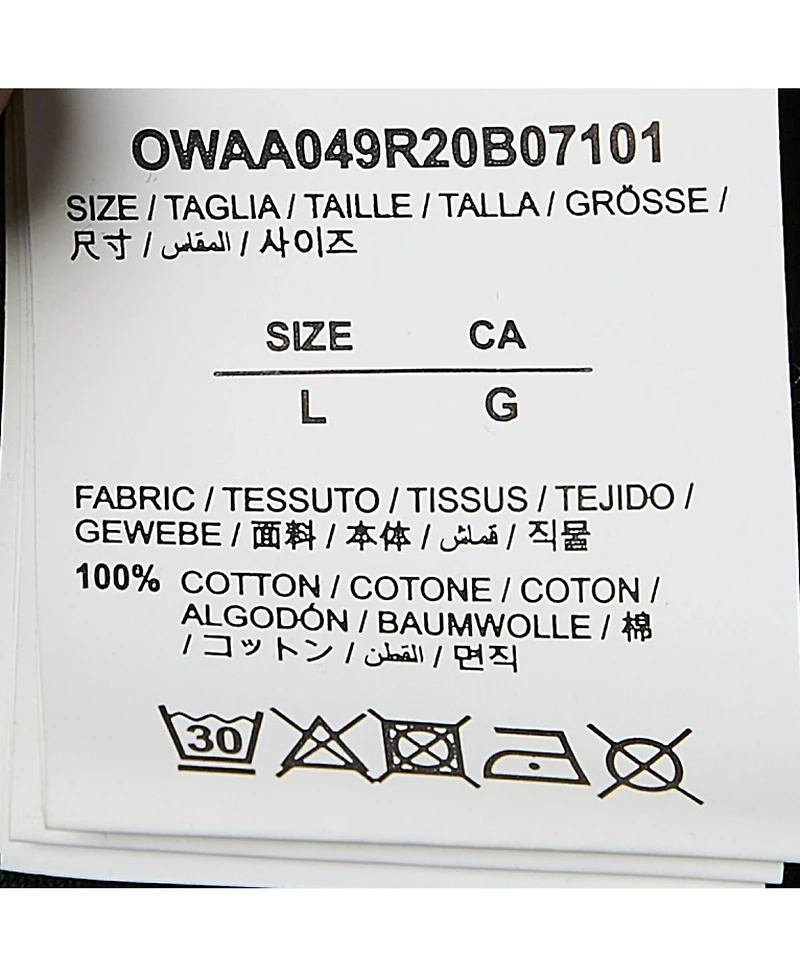 OWAA049R20B07101
SIZE / TAGLIA / TAILLE / TALLA / GRÖSSE /
尺寸 / المقاس / 사이즈
SIZE CA
L G
FABRIC / TESSUTO / TISSUS / TEJIDO /
GEWEBE / 面料 / 本体 / قماش / 직물
100% COTTON / COTONE / COTON /
ALGODÓN / BAUMWOLLE / 棉
/ コットン / القطن / 면직
30